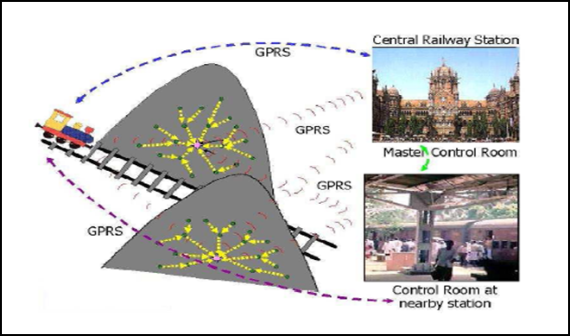 Central Railway Station
GPRS
GPRS
Master Control Room
GPRS
GPRS
Control Room at
nearby station